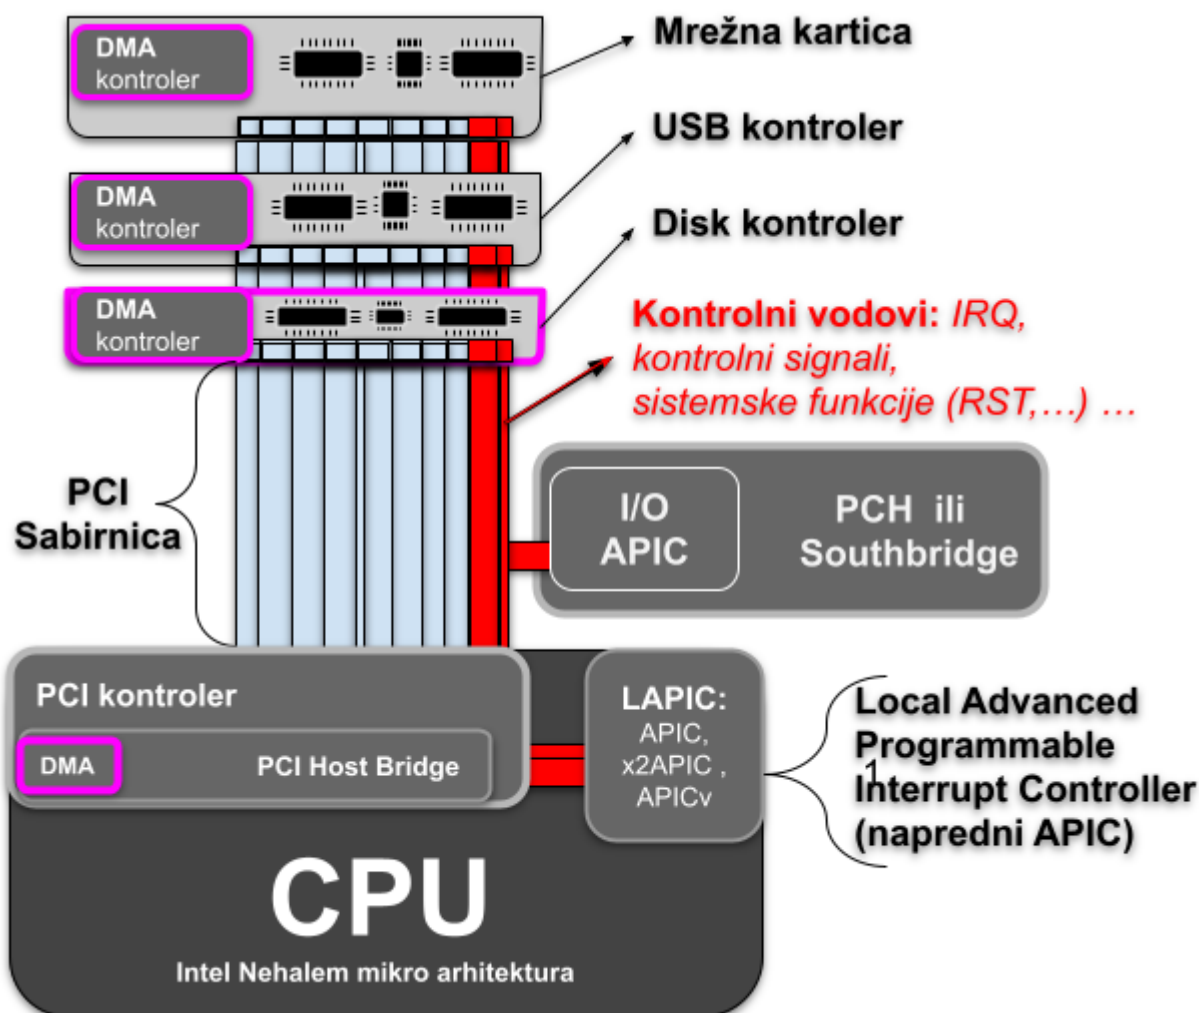 DMA
kontroler
Mrežna kartica
USB kontroler
DMA
kontroler
Disk kontroler
DMA
kontroler
Kontrolni vodovi: IRQ,
kontrolni signali,
sistemske funkcije (RST,...) ...
PCI
Sabirnica
I/O
APIC
PCH ili
Southbridge
PCI kontroler
DMA
PCI Host Bridge
LAPIC:
APIC,
x2APIC ,
APICv
Local Advanced
Programmable
1
Interrupt Controller
(napredni APIC)
CPU
Intel Nehalem mikro arhitektura